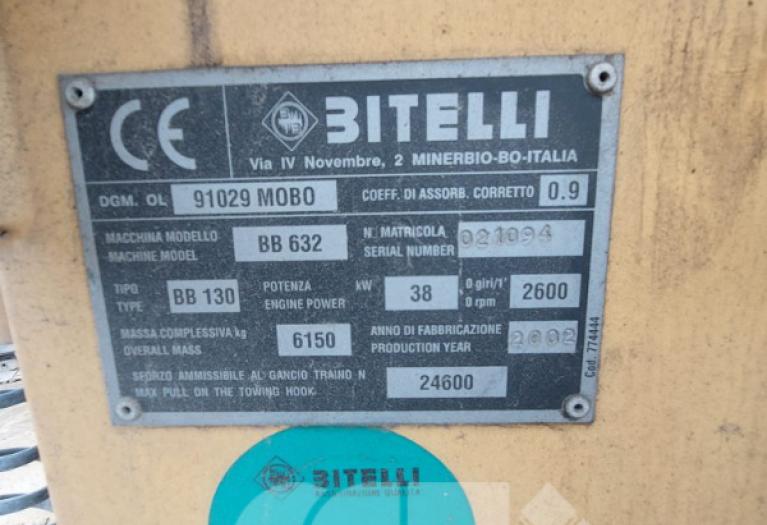 CE BITELLI
Via IV Novembre, 2 MINERBIO-BO-ITALIA
DGM. OL 91029 MOBO COEFF. DI ASSORB. CORRETTO 0.9
MACCHINA MODELLO
MACHINE MODEL
BB 632
N. MATRICOLA
SERIAL NUMBER
021094
TIPO
TYPE
BB 130
POTENZA
ENGINE POWER
kW
38
0 giri/1'
0 rpm
2600
MASSA COMPLESSIVA kg
OVERALL MASS
6150
ANNO DI FABBRICAZIONE
PRODUCTION YEAR
2002
SFORZO AMMISSIBILE AL GANCIO TRAINO N
MAX PULL ON THE TOWING HOOK
24600
Cod. 774444
BITELLI